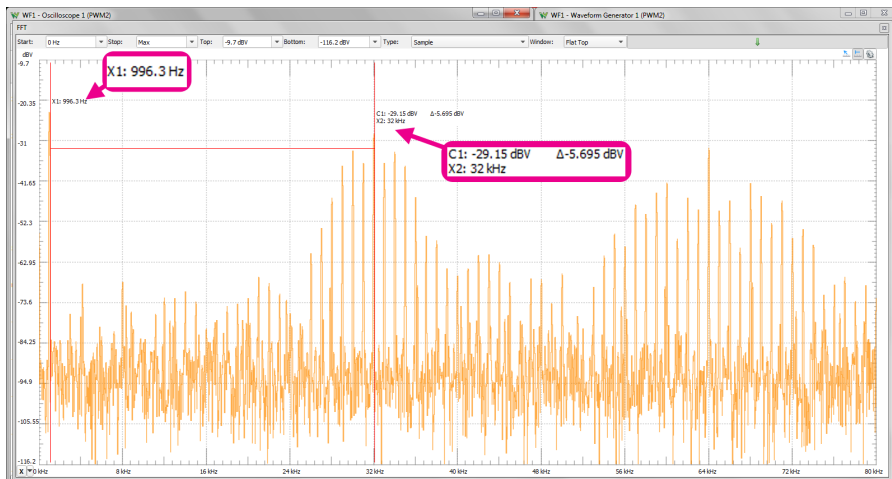 WF1 - Oscilloscope 1 (PWM2)
WF1 - Waveform Generator 1 (PWM2)
FFT
Start: 0 Hz Stop: Max Top: -9.7 dBV Bottom: -116.2 dBV Type: Sample Window: Flat Top
dBV
-9.7
X1: 996.3 Hz
X1: 996.3 Hz
-20.35
C1: -29.15 dBV Δ-5.695 dBV
X2: 32 kHz
-31
C1: -29.15 dBV Δ-5.695 dBV
X2: 32 kHz
-41.65
-52.3
-62.95
-73.6
-84.25
-94.9
-105.55
-116.2
X 0 kHz 8 kHz 16 kHz 24 kHz 32 kHz 40 kHz 48 kHz 56 kHz 64 kHz 72 kHz 80 kHz